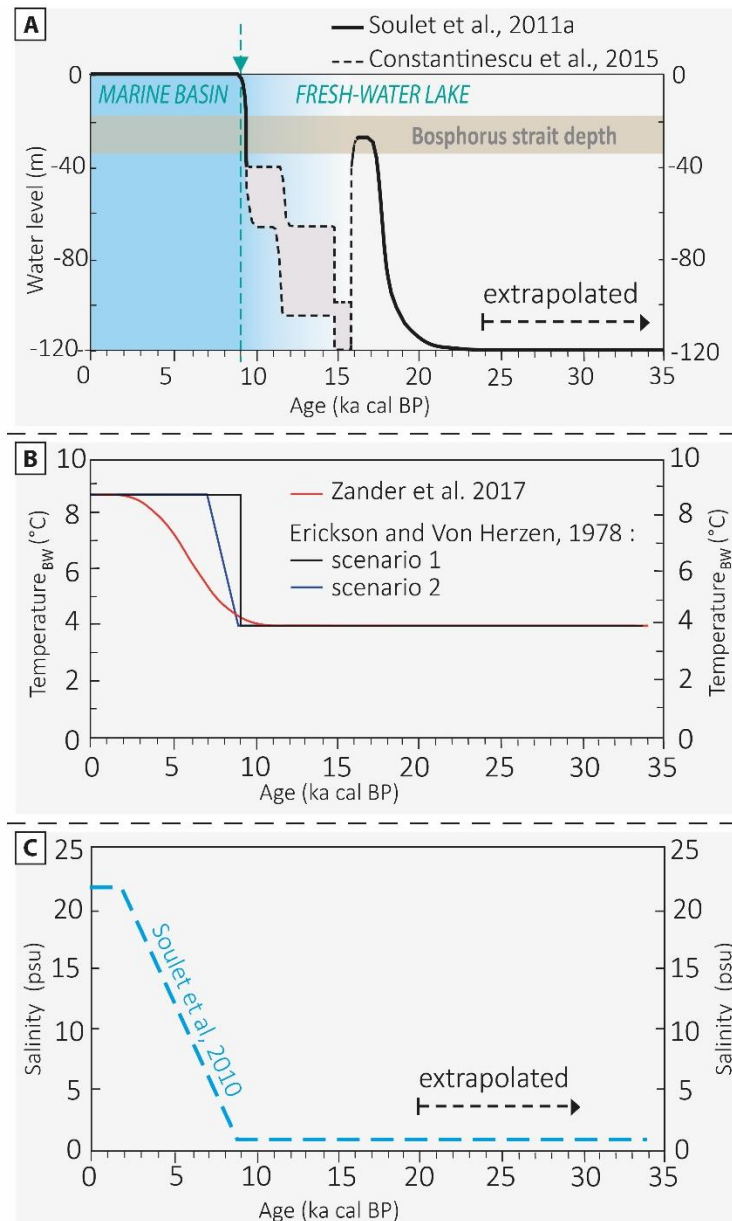 A
Soulet et al., 2011a
Constantinescu et al., 2015
MARINE BASIN
FRESH-WATER LAKE
Bosphorus strait depth
extrapolated
Water level (m)
0
-40
-80
-120
0
-40
-80
-120
0 5 10 15 20 25 30 35
Age (ka cal BP)
B
Zander et al. 2017
Erickson and Von Herzen, 1978 :
scenario 1
scenario 2
Temperature BW (°C)
10
8
6
4
2
0
10
8
6
4
2
0
Temperature BW (°C)
0 5 10 15 20 25 30 35
Age (ka cal BP)
C
Soulet et al, 2010
extrapolated
Salinity (psu)
25
20
15
10
5
0
25
20
15
10
5
0
Salinity (psu)
0 5 10 15 20 25 30 35
Age (ka cal BP)